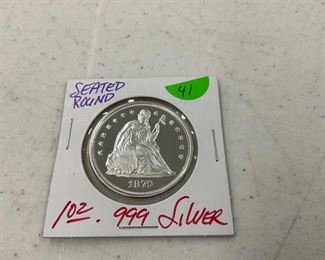 SEATED
ROUND
41
1870
1oz. .999 SILVER